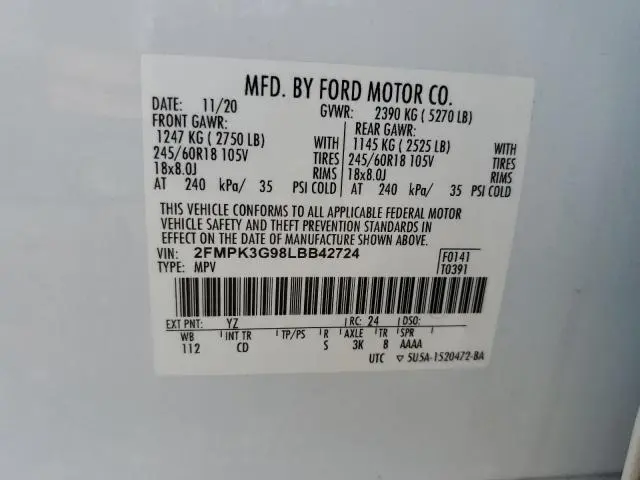 MFD. BY FORD MOTOR CO.
DATE: 11/20 GVWR: 2390 KG ( 5270 LB)
FRONT GAWR: REAR GAWR:
1247 KG ( 2750 LB) WITH 1145 KG ( 2525 LB) WITH
245/60R18 105V TIRES 245/60R18 105V TIRES
18x8.0J RIMS 18x8.0J RIMS
AT 240 kPa/ 35 PSI COLD AT 240 kPa/ 35 PSI COLD
THIS VEHICLE CONFORMS TO ALL APPLICABLE FEDERAL MOTOR
VEHICLE SAFETY AND THEFT PREVENTION STANDARDS IN
EFFECT ON THE DATE OF MANUFACTURE SHOWN ABOVE.
VIN: 2FMPK3G98LBB42724 F0141
TYPE: MPV T0391
EXT PNT: YZ RC: 24 DSO:
WB INT TR TP/PS R AXLE TR SPR
112 CD S 3K 8 AAAA
UTC ▽ 5U5A-1520472-BA